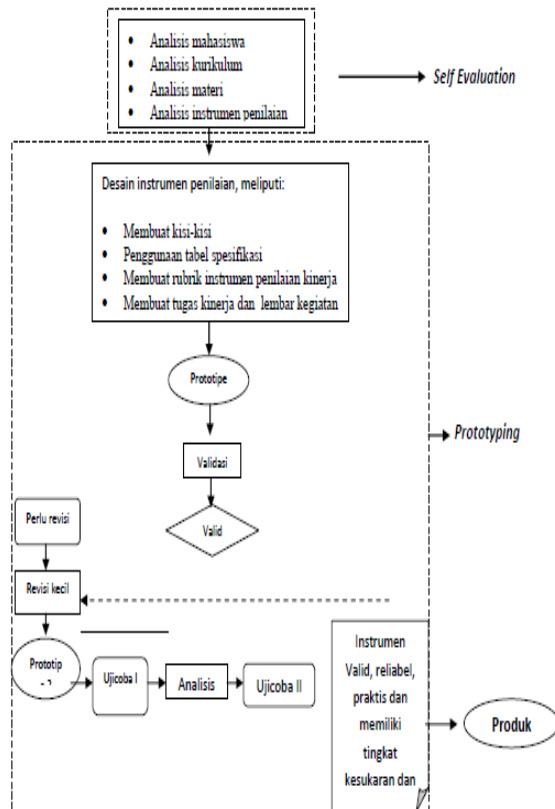 Analisis mahasiswa
Analisis kurikulum
Analisis materi
Analisis instrumen penilaian
Self Evaluation
Desain instrumen penilaian, meliputi:
Membuat kisi-kisi
Penggunaan tabel spesifikasi
Membuat rubrik instrumen penilaian kinerja
Membuat tugas kinerja dan lembar kegiatan
Prototipe
Prototyping
Validasi
Valid
Perlu revisi
Revisi kecil
Prototip
Ujicoba I
Analisis
Ujicoba II
Instrumen
Valid, reliabel,
praktis dan
memiliki
tingkat
kesukaran dan
Produk